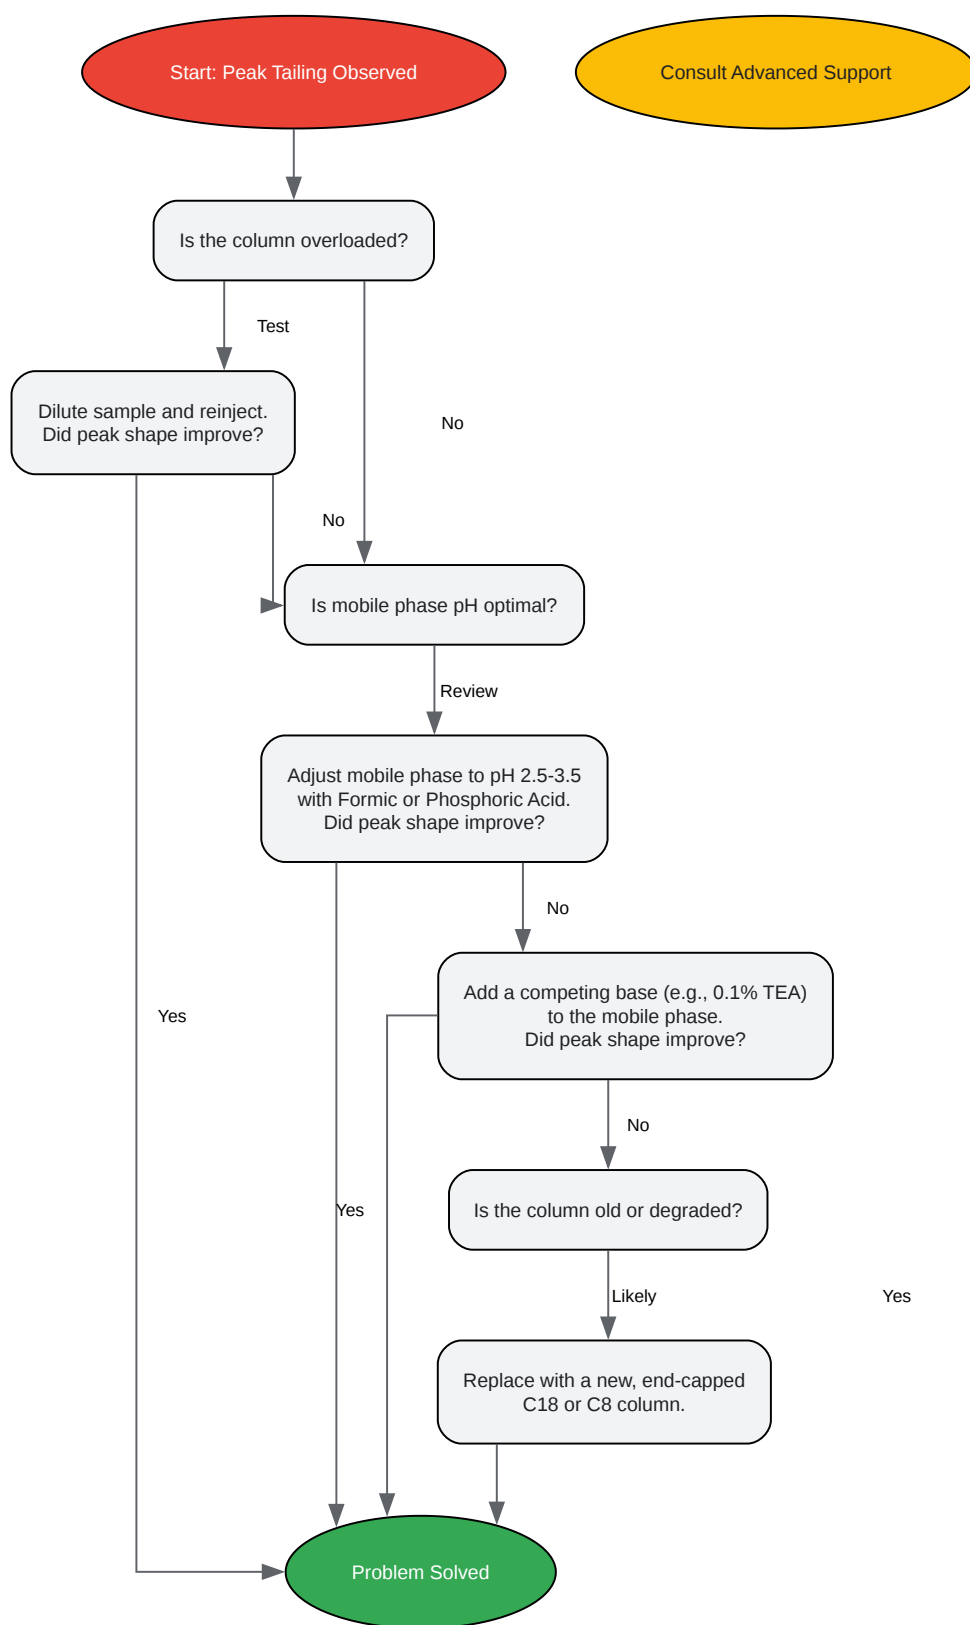 Start: Peak Tailing Observed
Consult Advanced Support
Is the column overloaded?
Test
Dilute sample and reinject.
Did peak shape improve?
No
No
Is mobile phase pH optimal?
Review
Adjust mobile phase to pH 2.5-3.5
with Formic or Phosphoric Acid.
Did peak shape improve?
No
Add a competing base (e.g., 0.1% TEA)
to the mobile phase.
Did peak shape improve?
Yes
No
Is the column old or degraded?
Yes
Likely
Yes
Replace with a new, end-capped
C18 or C8 column.
Problem Solved